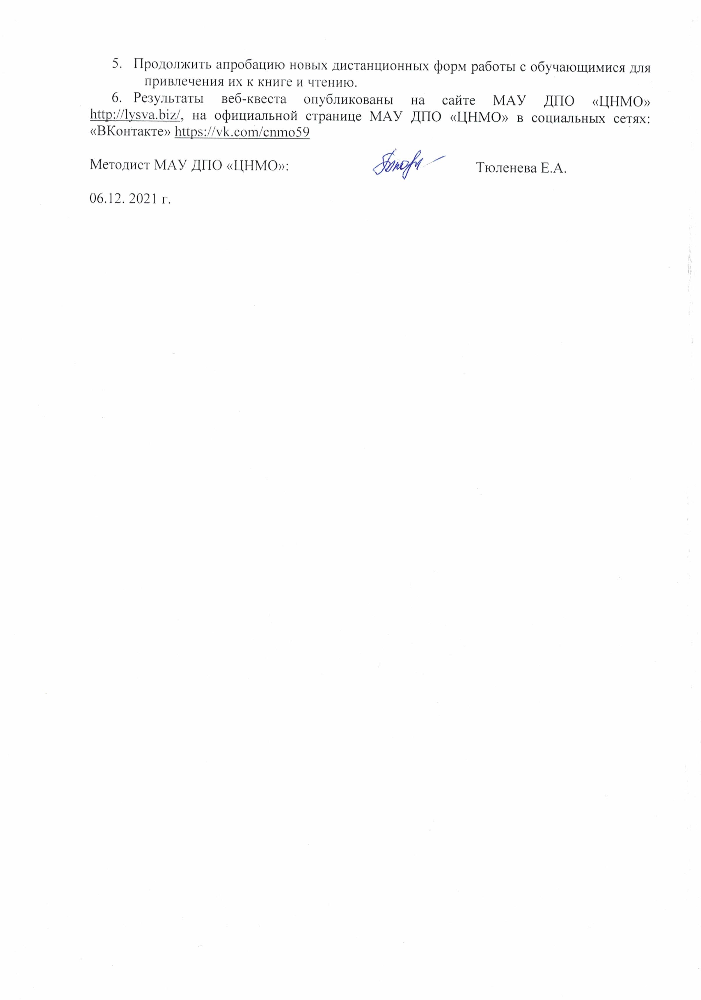 5. Продолжить апробацию новых дистанционных форм работы с обучающимися для
привлечения их к книге и чтению.
6. Результаты веб-квеста опубликованы на сайте МАУ ДПО «ЦНМО»
http://lysva.biz/, на официальной странице МАУ ДПО «ЦНМО» в социальных сетях:
«ВКонтакте» https://vk.com/cnmo59
Методист МАУ ДПО «ЦНМО»: Тюленева Е.А.
06.12. 2021 г.